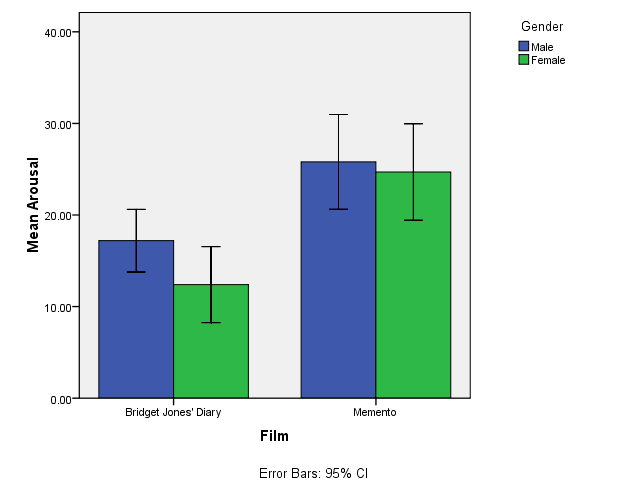 Gender
Male
Female
40.00
30.00
20.00
10.00
0.00
Mean Arousal
Bridget Jones' Diary
Memento
Film
Error Bars: 95% CI